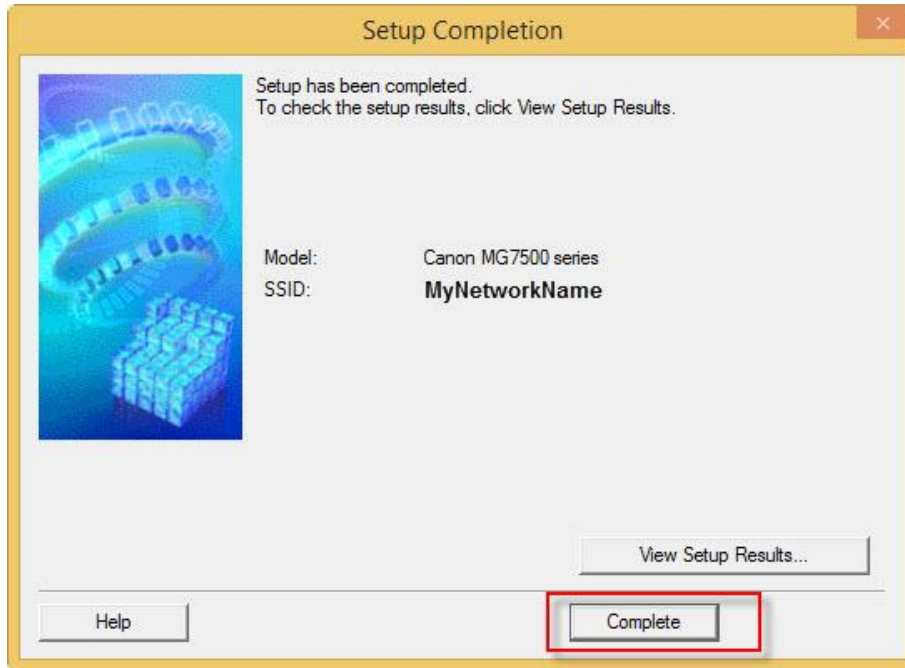 Setup Completion
Setup has been completed.
To check the setup results, click View Setup Results.
Model: Canon MG7500 series
SSID: MyNetworkName
View Setup Results...
Help Complete